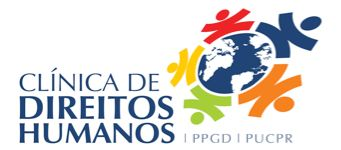 CLÍNICA DE
DIREITOS
HUMANOS | PPGD | PUCPR